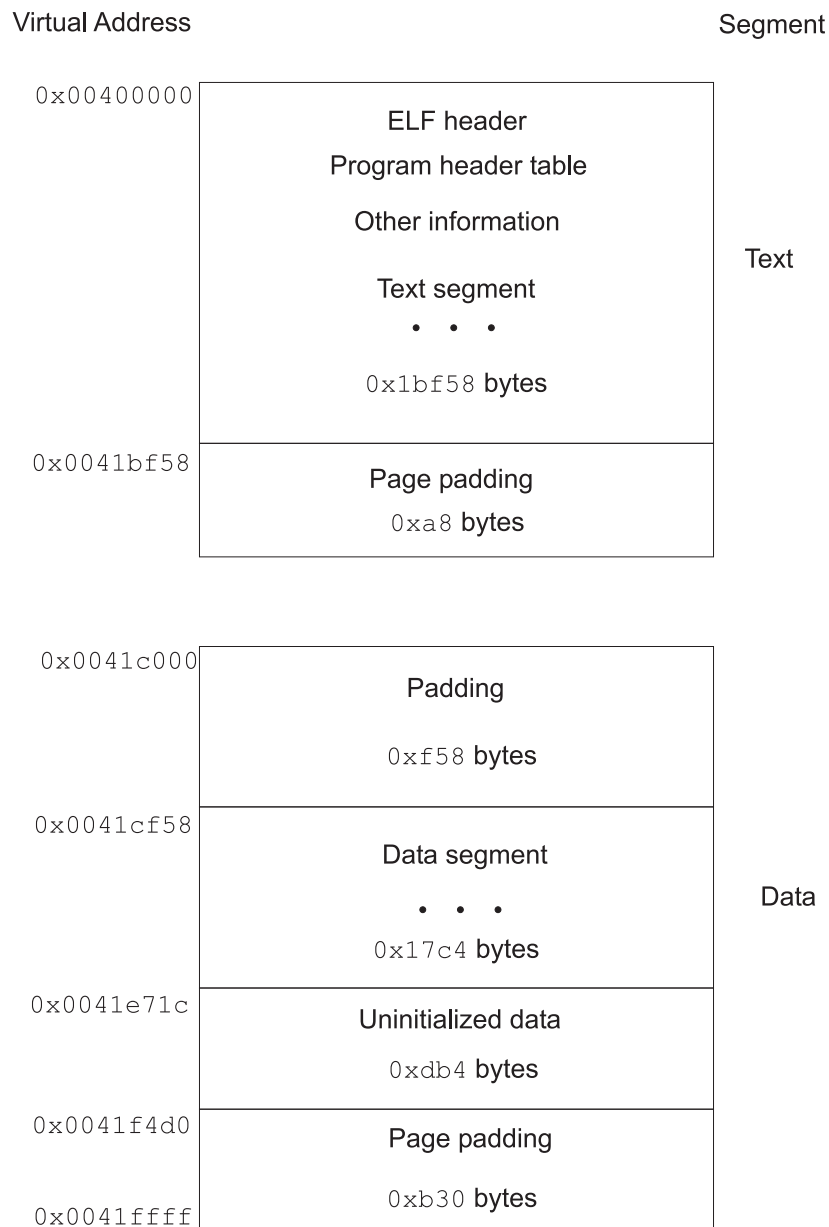 Virtual Address
Segment
0x00400000
ELF header
Program header table
Other information
Text
Text segment
• • •
0x1bf58 bytes
0x0041bf58
Page padding
0xa8 bytes
0x0041c000
Padding
0xf58 bytes
0x0041cf58
Data segment
Data
• • •
0x17c4 bytes
0x0041e71c
Uninitialized data
0xdb4 bytes
0x0041f4d0
Page padding
0xb30 bytes
0x0041ffff